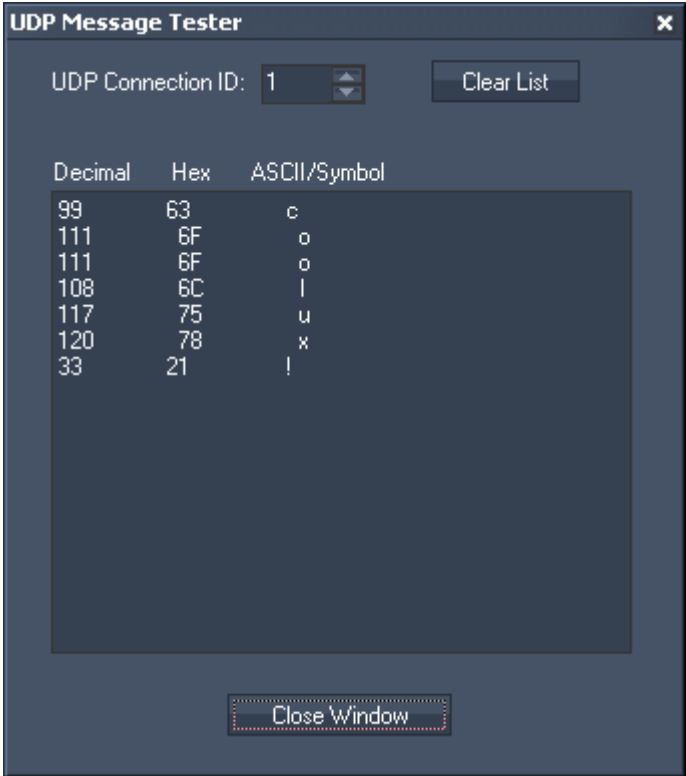 UDP Message Tester
UDP Connection ID: 1 Clear List
Decimal Hex ASCII/Symbol
99 63 c
111 6F o
111 6F o
108 6C l
117 75 u
120 78 x
33 21 !
Close Window